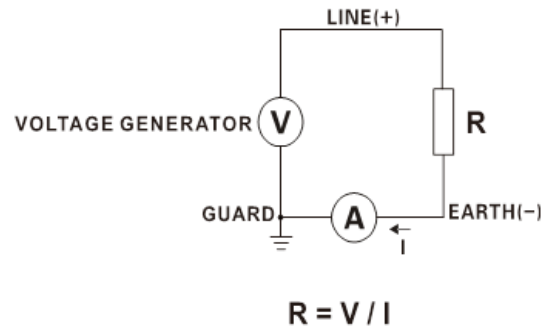 LINE(+)
VOLTAGE GENERATOR
V
R
GUARD
A
EARTH(−)
I
R = V / I